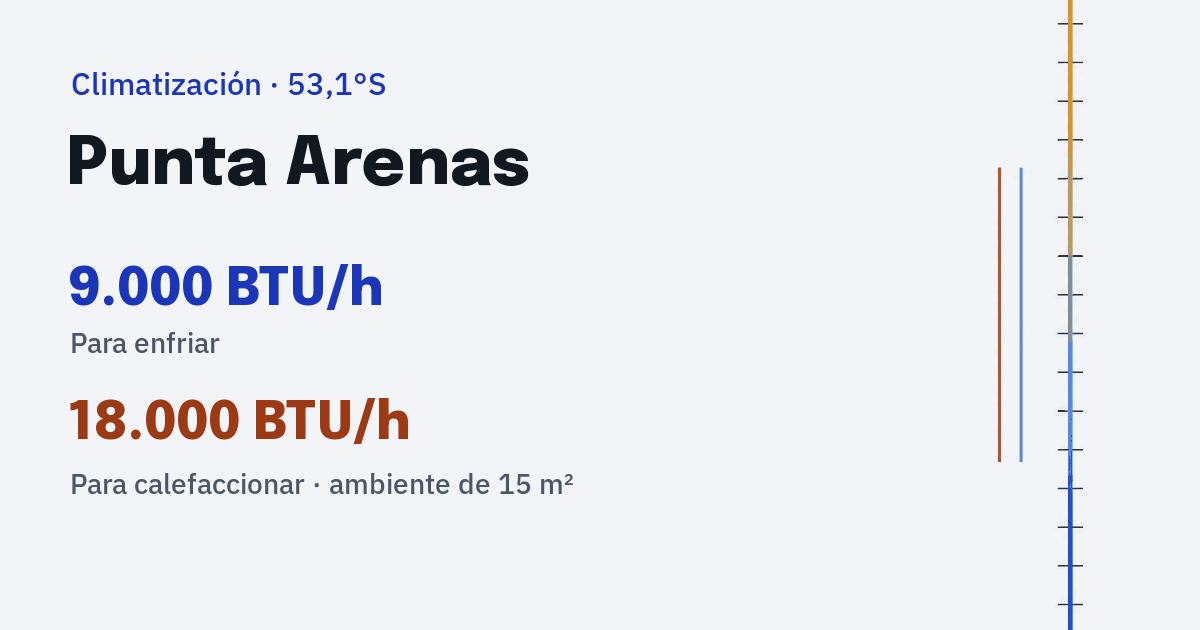 Climatización · 53,1°S
Punta Arenas
9.000 BTU/h
Para enfriar
18.000 BTU/h
Para calefaccionar · ambiente de 15 m²